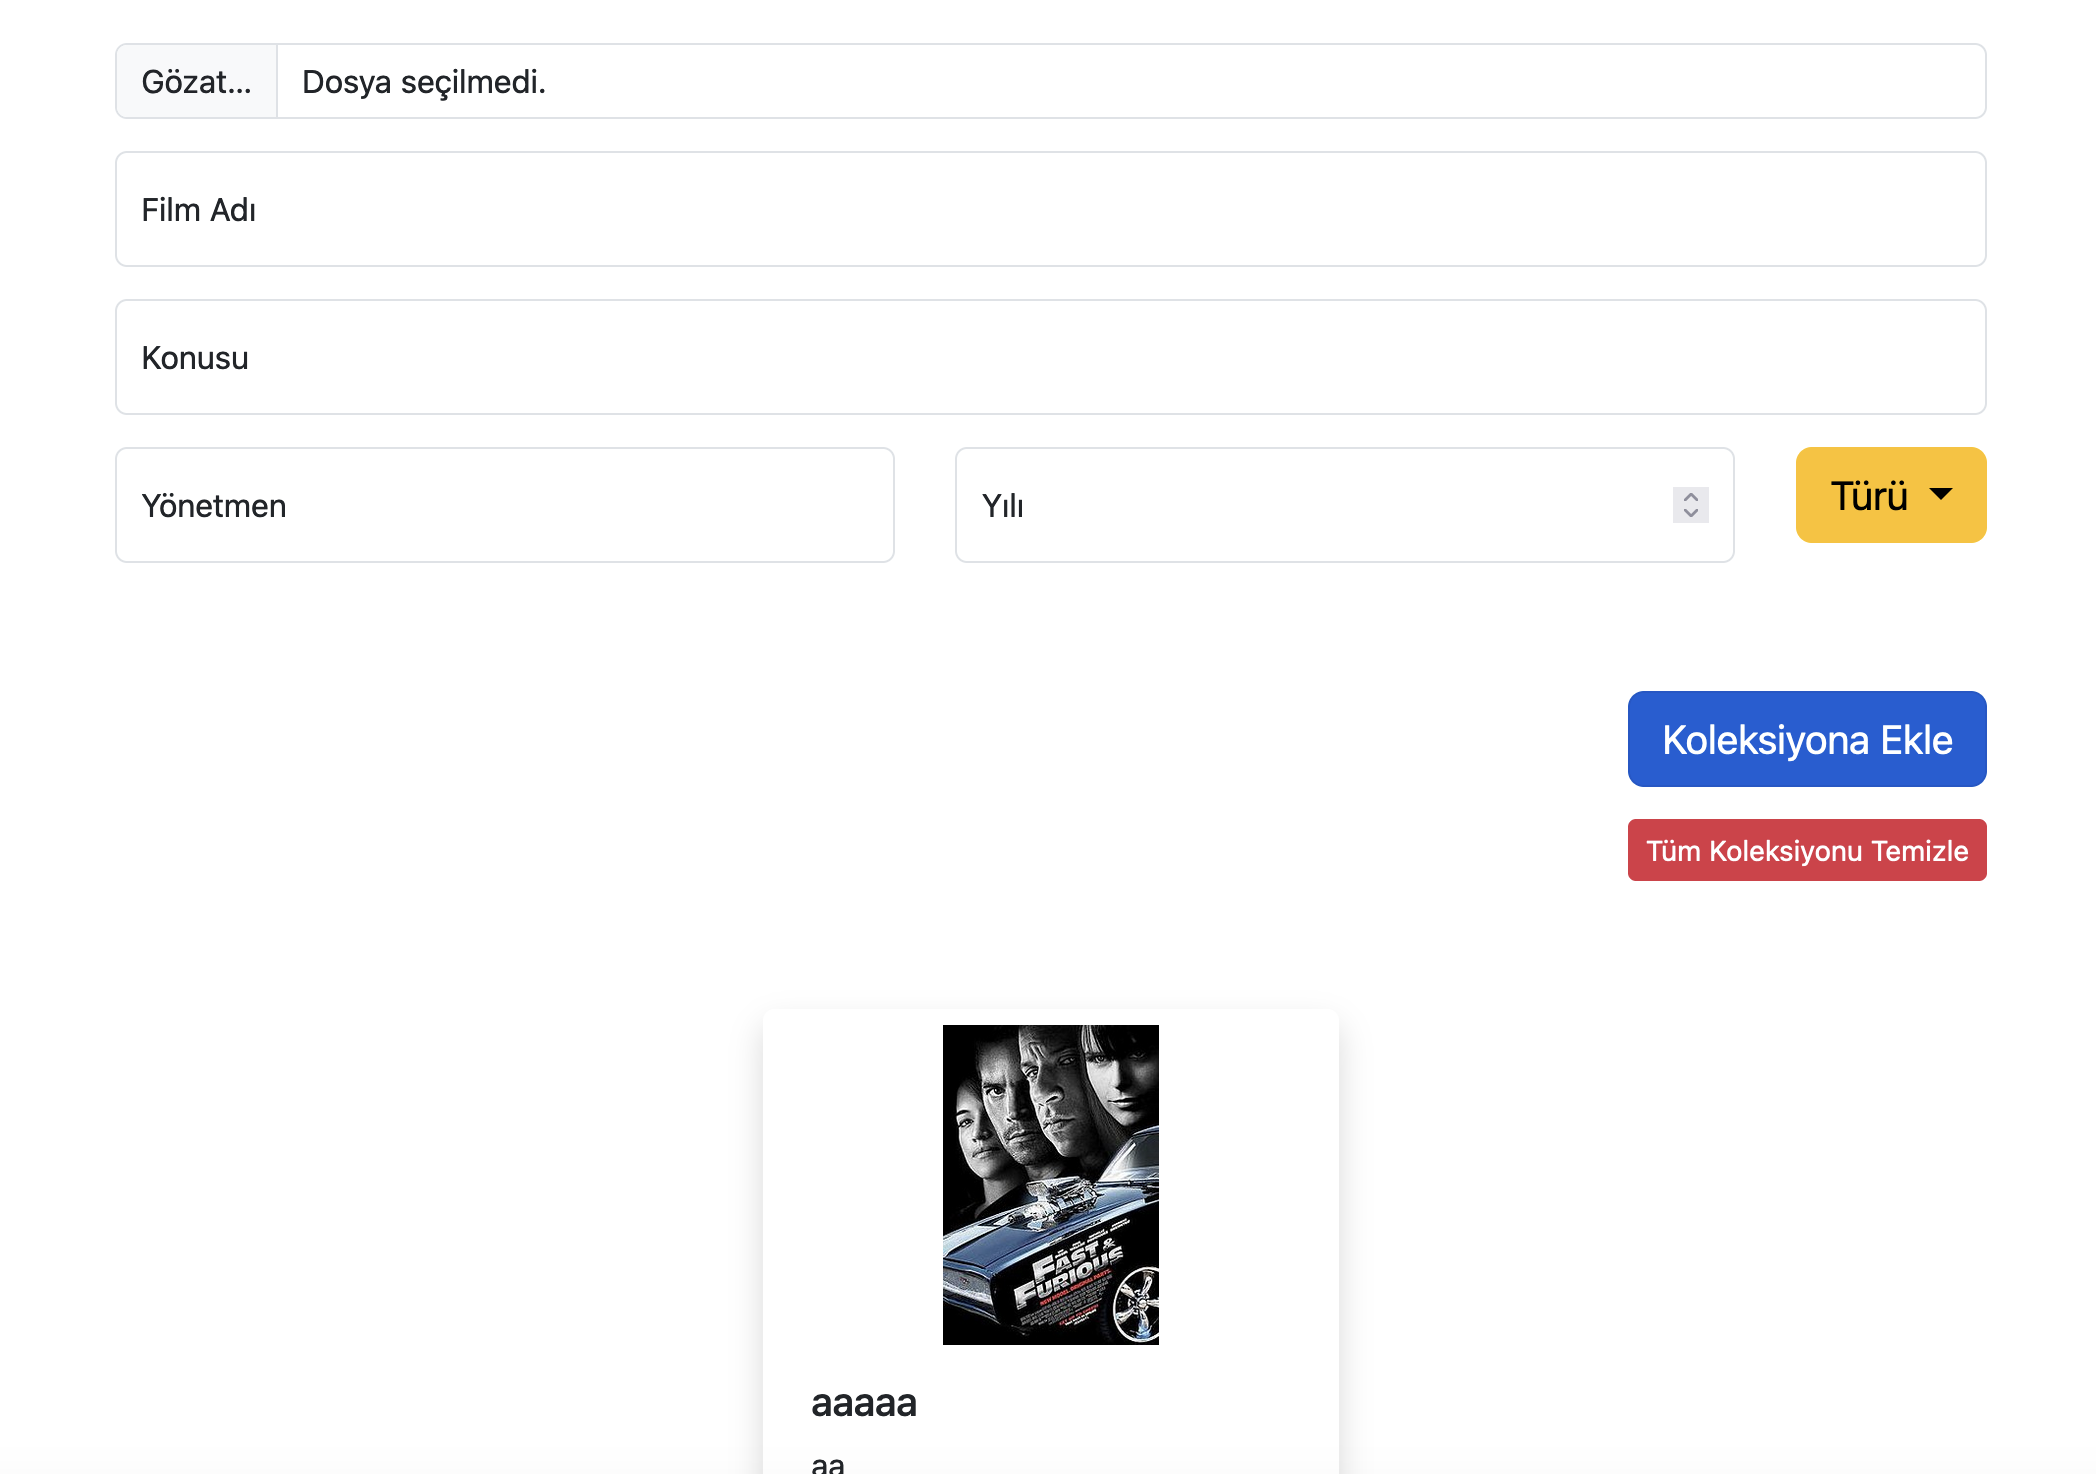 Gözat... Dosya seçilmedi.
Film Adı
Konusu
Yönetmen
Yılı
Türü
Koleksiyona Ekle
Tüm Koleksiyonu Temizle
FAST &
FURIOUS
NEW MODEL. ORIGINAL PARTS.
aaaaa
aa